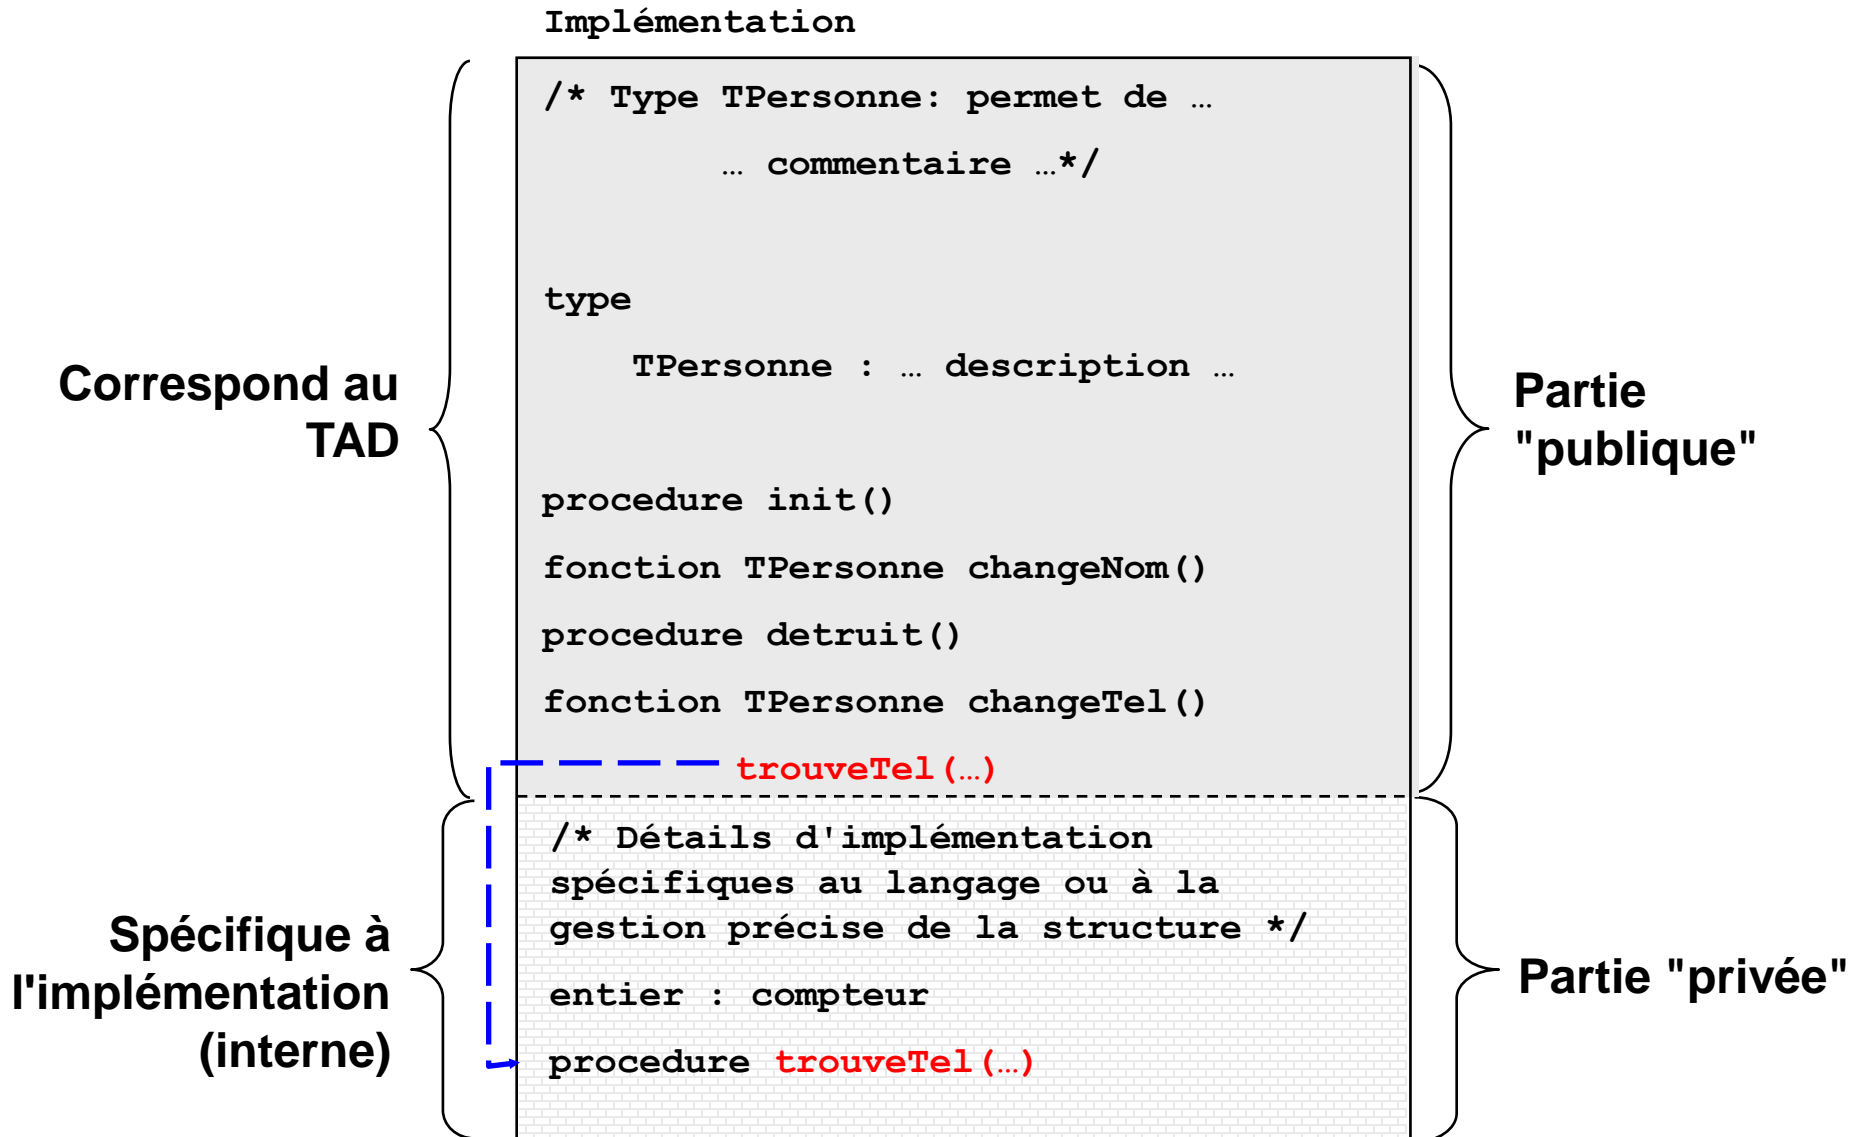 Implémentation
/* Type TPersonne: permet de …
… commentaire …*/
type
TPersonne : … description …
procedure init()
fonction TPersonne changeNom()
procedure detruit()
fonction TPersonne changeTel()
trouveTel(…)
/* Détails d'implémentation
spécifiques au langage ou à la
gestion précise de la structure */
entier : compteur
procedure trouveTel(…)
Correspond au
TAD
Spécifique à
l'implémentation
(interne)
Partie
"publique"
Partie "privée"